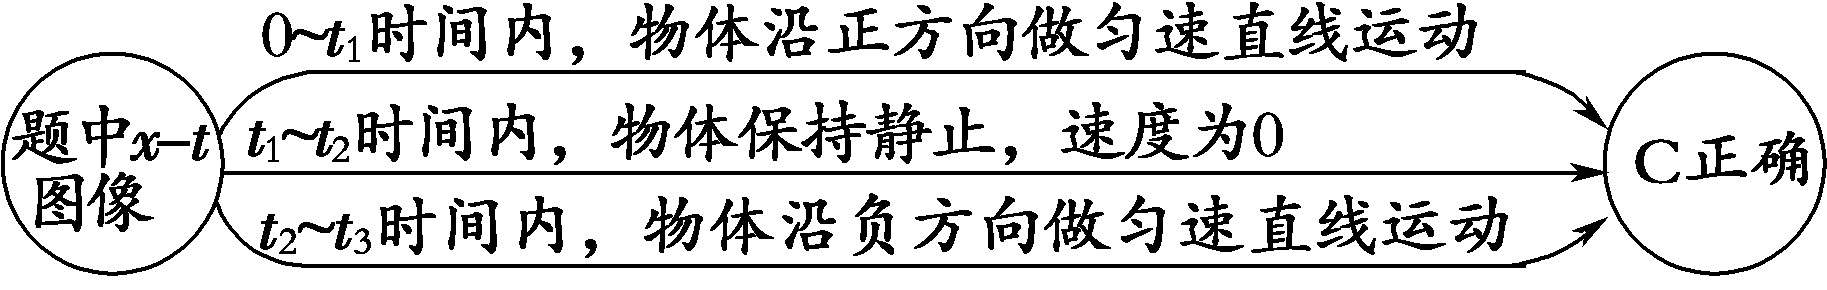 0~t₁时间内，物体沿正方向做匀速直线运动
题中x-t图像
t₁~t₂时间内，物体保持静止，速度为0
t₂~t₃时间内，物体沿负方向做匀速直线运动
C正确